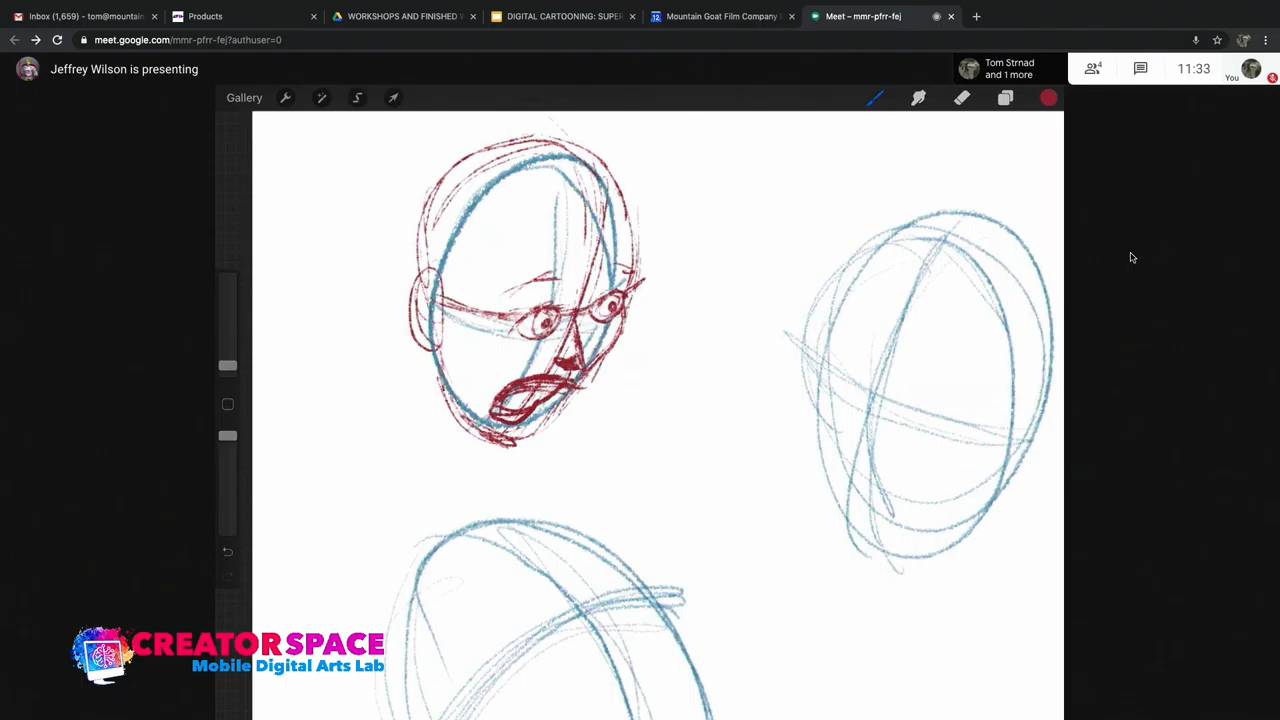 Inbox (1,659) - tom@mountain
Products
WORKSHOPS AND FINISHED
DIGITAL CARTOONING: SUPER
Mountain Goat Film Company
Meet – mmr-pfrr-fej
meet.google.com/mmr-pfrr-fej?authuser=0
Jeffrey Wilson is presenting
Tom Strnad
and 1 more
4
11:33
You
Gallery
CREATORSPACE
Mobile Digital Arts Lab